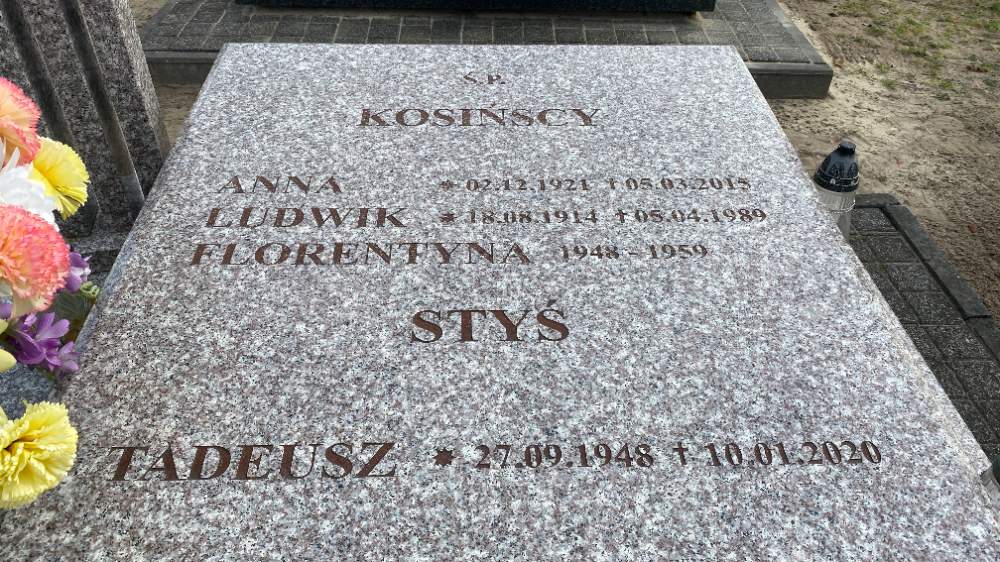 Ś.P.
KOSIŃSCY
ANNA * 02.12.1921 † 05.03.2015
LUDWIK * 18.08.1914 † 05.04.1989
FLORENTYNA 1948 - 1959
STYŚ
TADEUSZ * 27.09.1948 † 10.01.2020